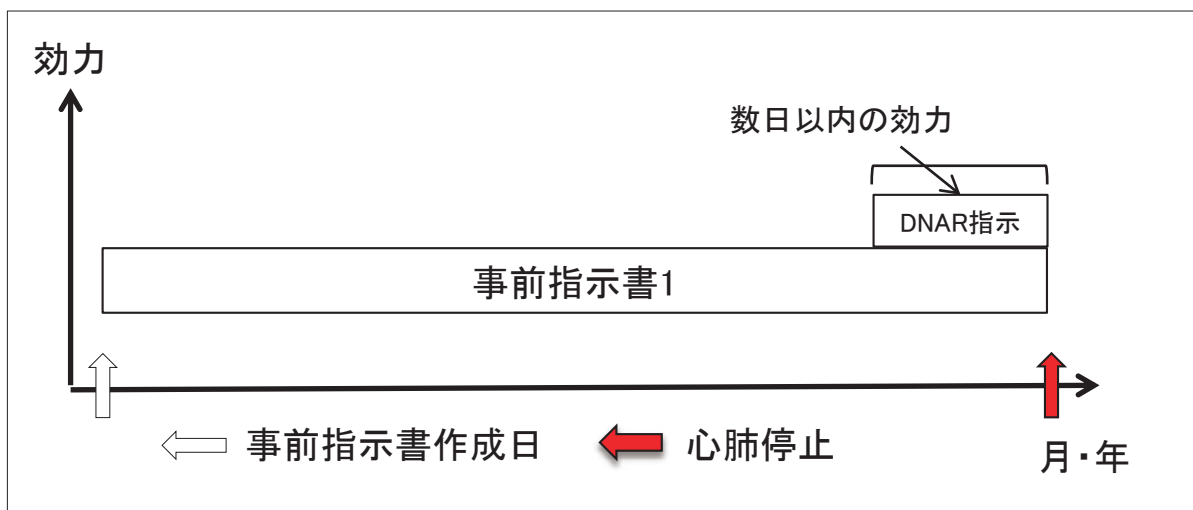 効力
数日以内の効力
DNAR指示
事前指示書1
事前指示書作成日
心肺停止
月・年